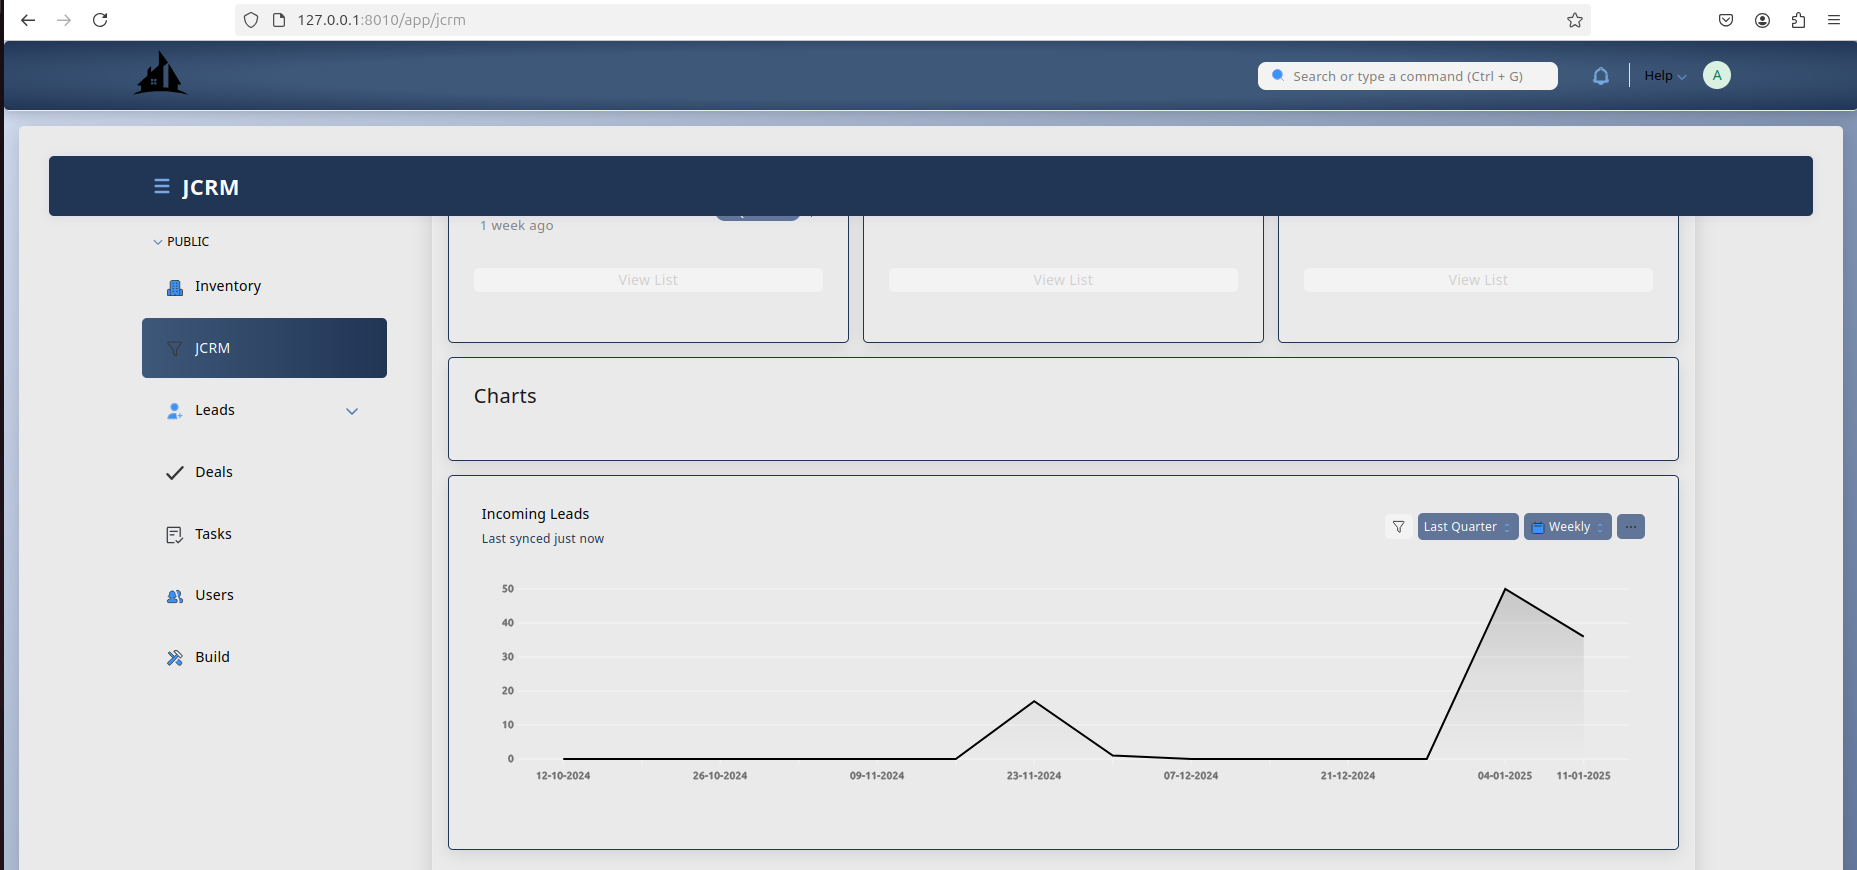 127.0.0.1:8010/app/jcrm
Search or type a command (Ctrl + G)
Help
A
JCRM
PUBLIC
Inventory
JCRM
Leads
Deals
Tasks
Users
Build
1 week ago
View List
View List
View List
Charts
Incoming Leads
Last synced just now
Last Quarter
Weekly
50
40
30
20
10
0
12-10-2024
26-10-2024
09-11-2024
23-11-2024
07-12-2024
21-12-2024
04-01-2025
11-01-2025